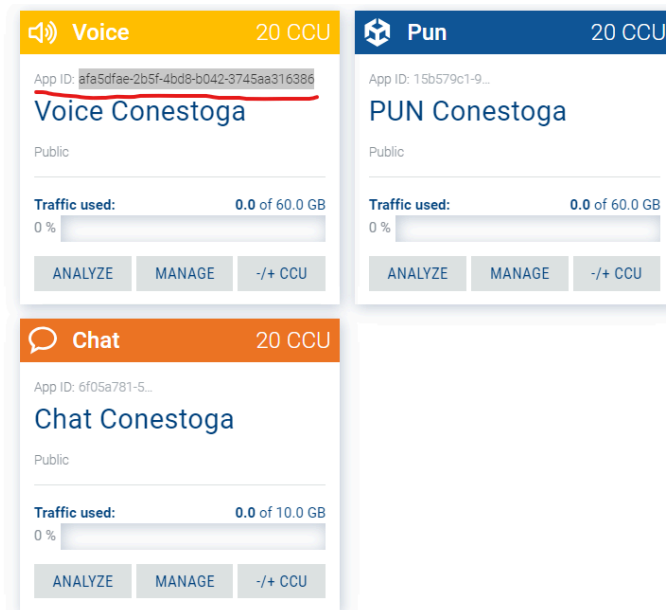 Voice 20 CCU
App ID: afa5dfae-2b5f-4bd8-b042-3745aa316386
Voice Conestoga
Public
Traffic used: 0.0 of 60.0 GB
0 %
ANALYZE MANAGE -/+ CCU
Pun 20 CCU
App ID: 15b579c1-9...
PUN Conestoga
Public
Traffic used: 0.0 of 60.0 GB
0 %
ANALYZE MANAGE -/+ CCU
Chat 20 CCU
App ID: 6f05a781-5...
Chat Conestoga
Public
Traffic used: 0.0 of 10.0 GB
0 %
ANALYZE MANAGE -/+ CCU